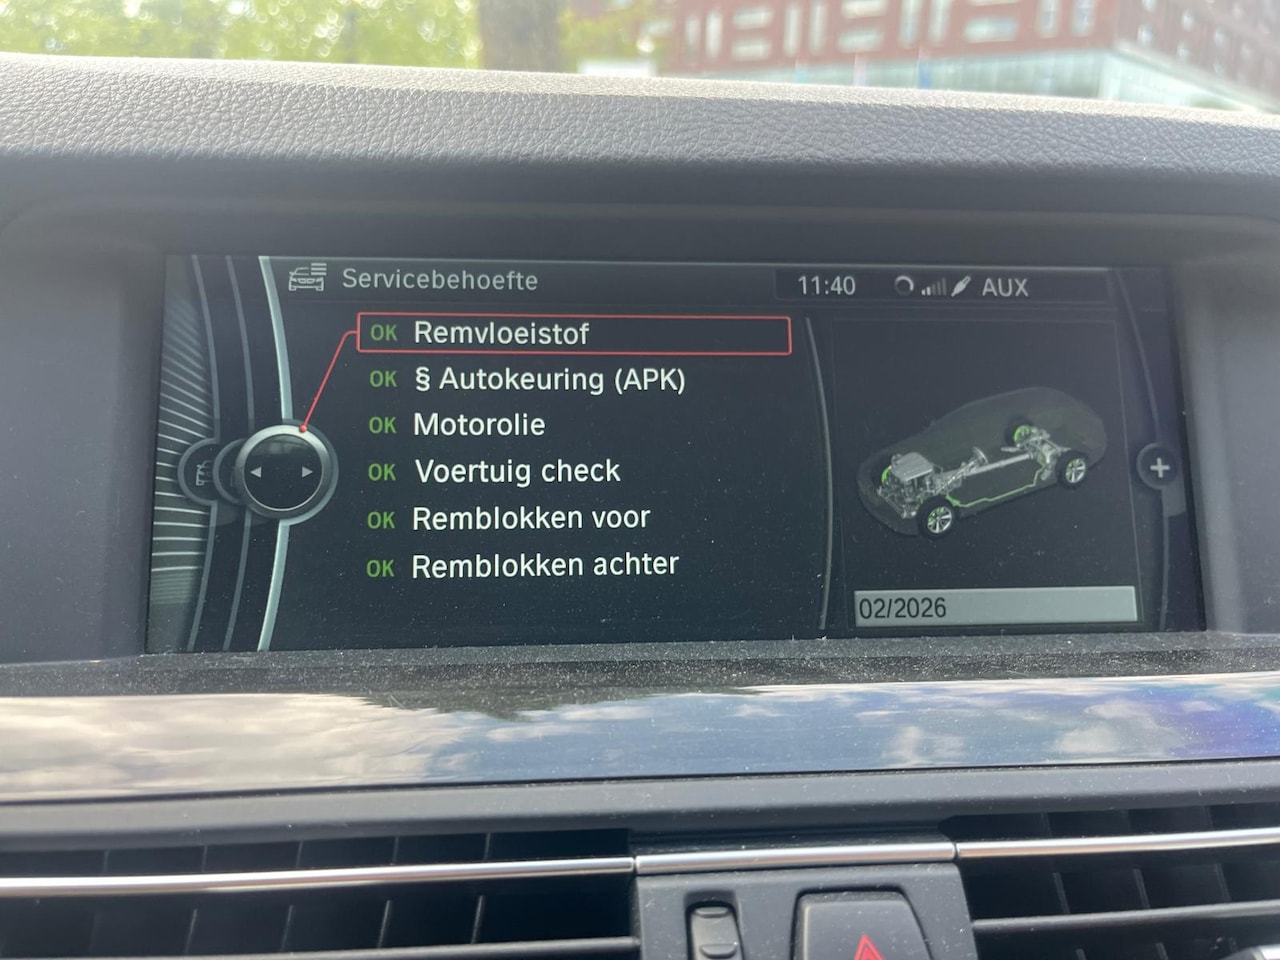 Servicebehoefte
11:40 AUX
OK Remvloeistof
OK § Autokeuring (APK)
OK Motorolie
OK Voertuig check
OK Remblokken voor
OK Remblokken achter
02/2026